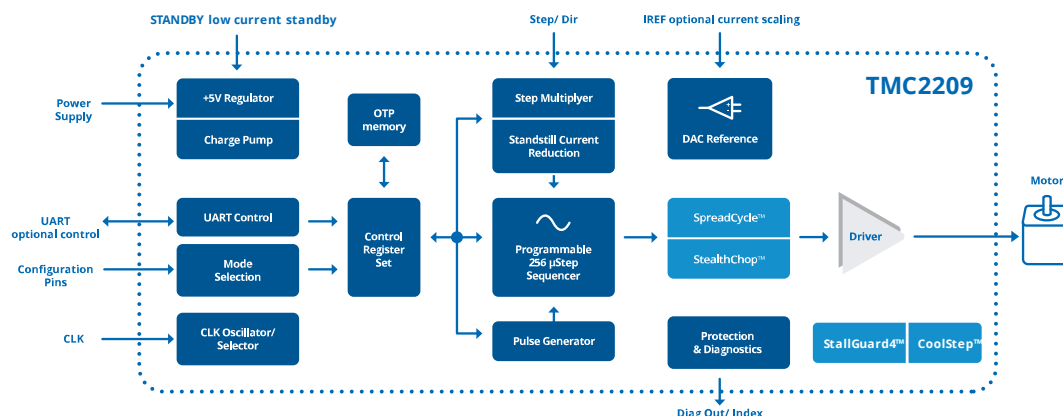 STANDBY low current standby
Step/ Dir
IREF optional current scaling
TMC2209
Power
Supply
+5V Regulator
Charge Pump
OTP
memory
Step Multiplyer
Standstill Current
Reduction
DAC Reference
Motor
UART
optional control
UART Control
Configuration
Pins
Mode
Selection
Control
Register
Set
Programmable
256 µStep
Sequencer
SpreadCycle™
StealthChop™
Driver
CLK
CLK Oscillator/
Selector
Pulse Generator
Protection
& Diagnostics
StallGuard4™
CoolStep™
Diag Out/ Index